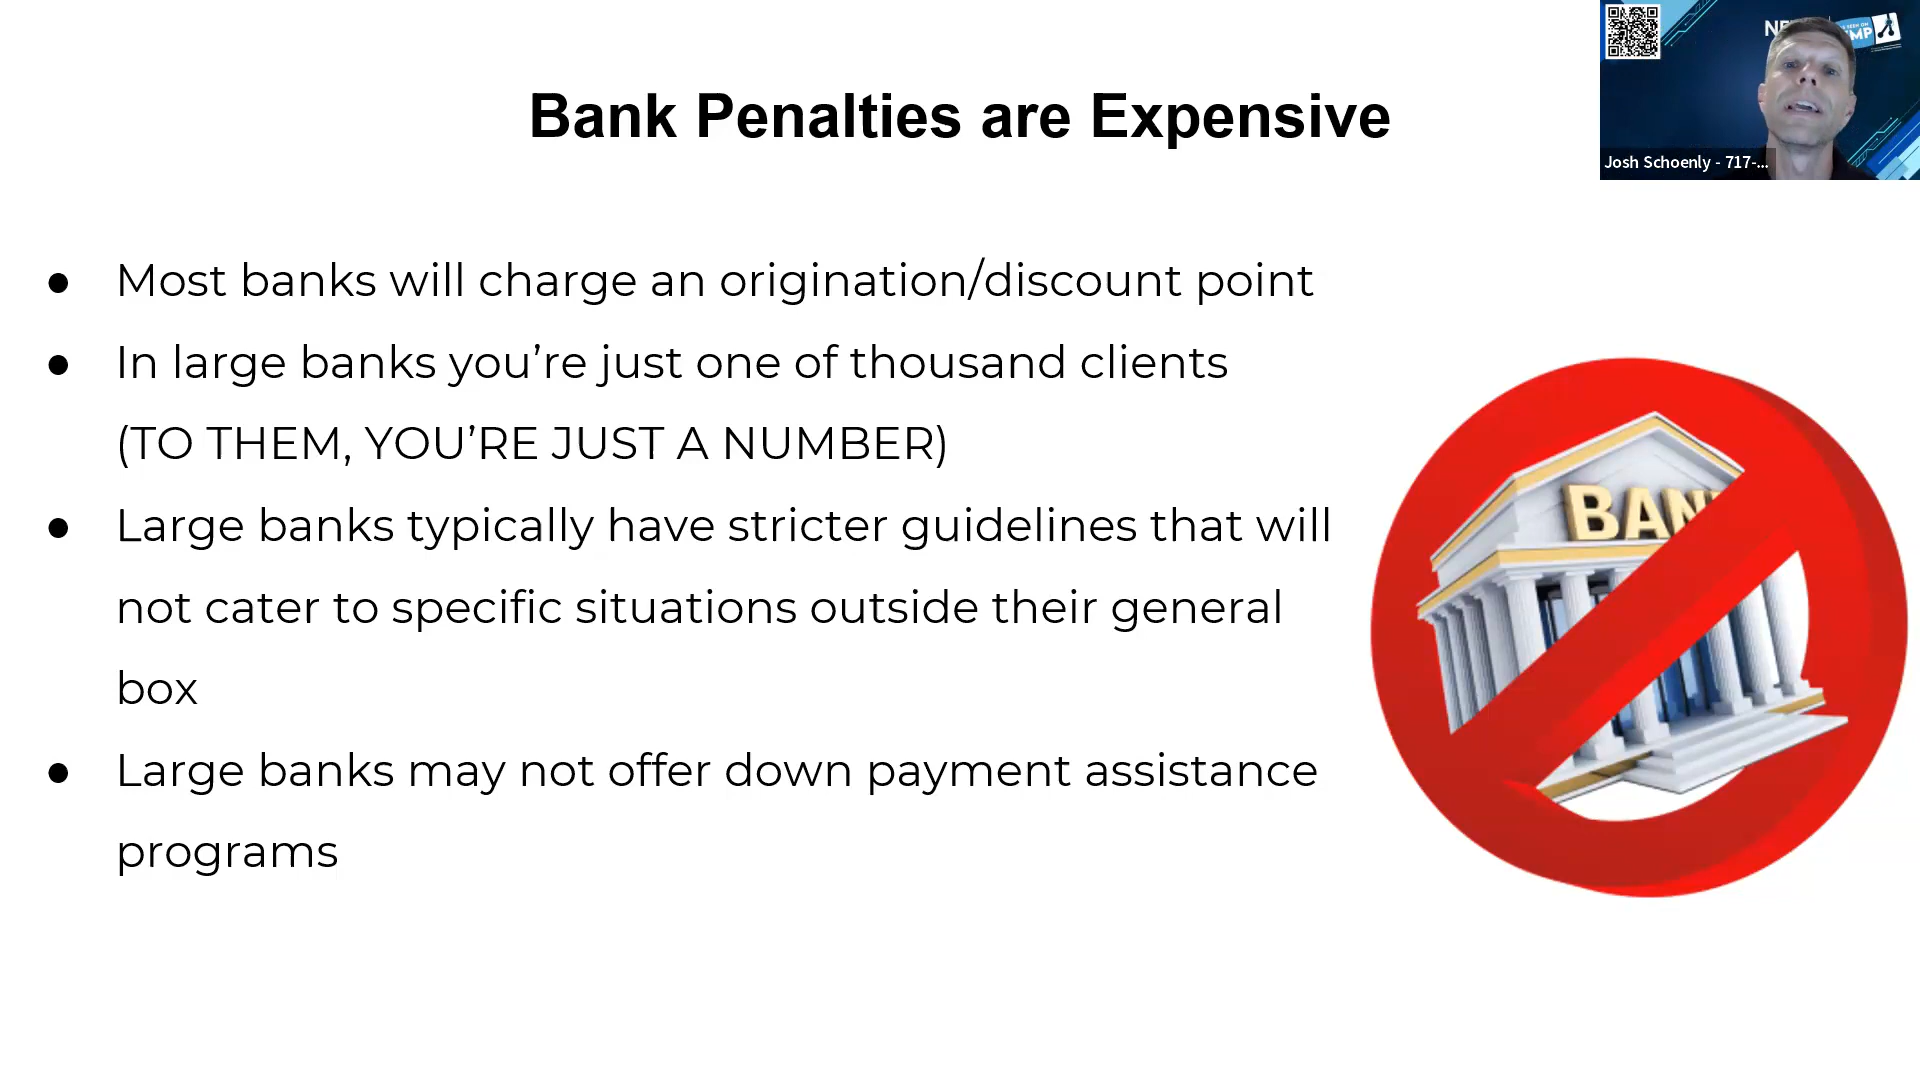 Bank Penalties are Expensive
Josh Schoenly - 717-...
● Most banks will charge an origination/discount point
● In large banks you’re just one of thousand clients
(TO THEM, YOU’RE JUST A NUMBER)
● Large banks typically have stricter guidelines that will
not cater to specific situations outside their general
box
● Large banks may not offer down payment assistance
programs
BAN